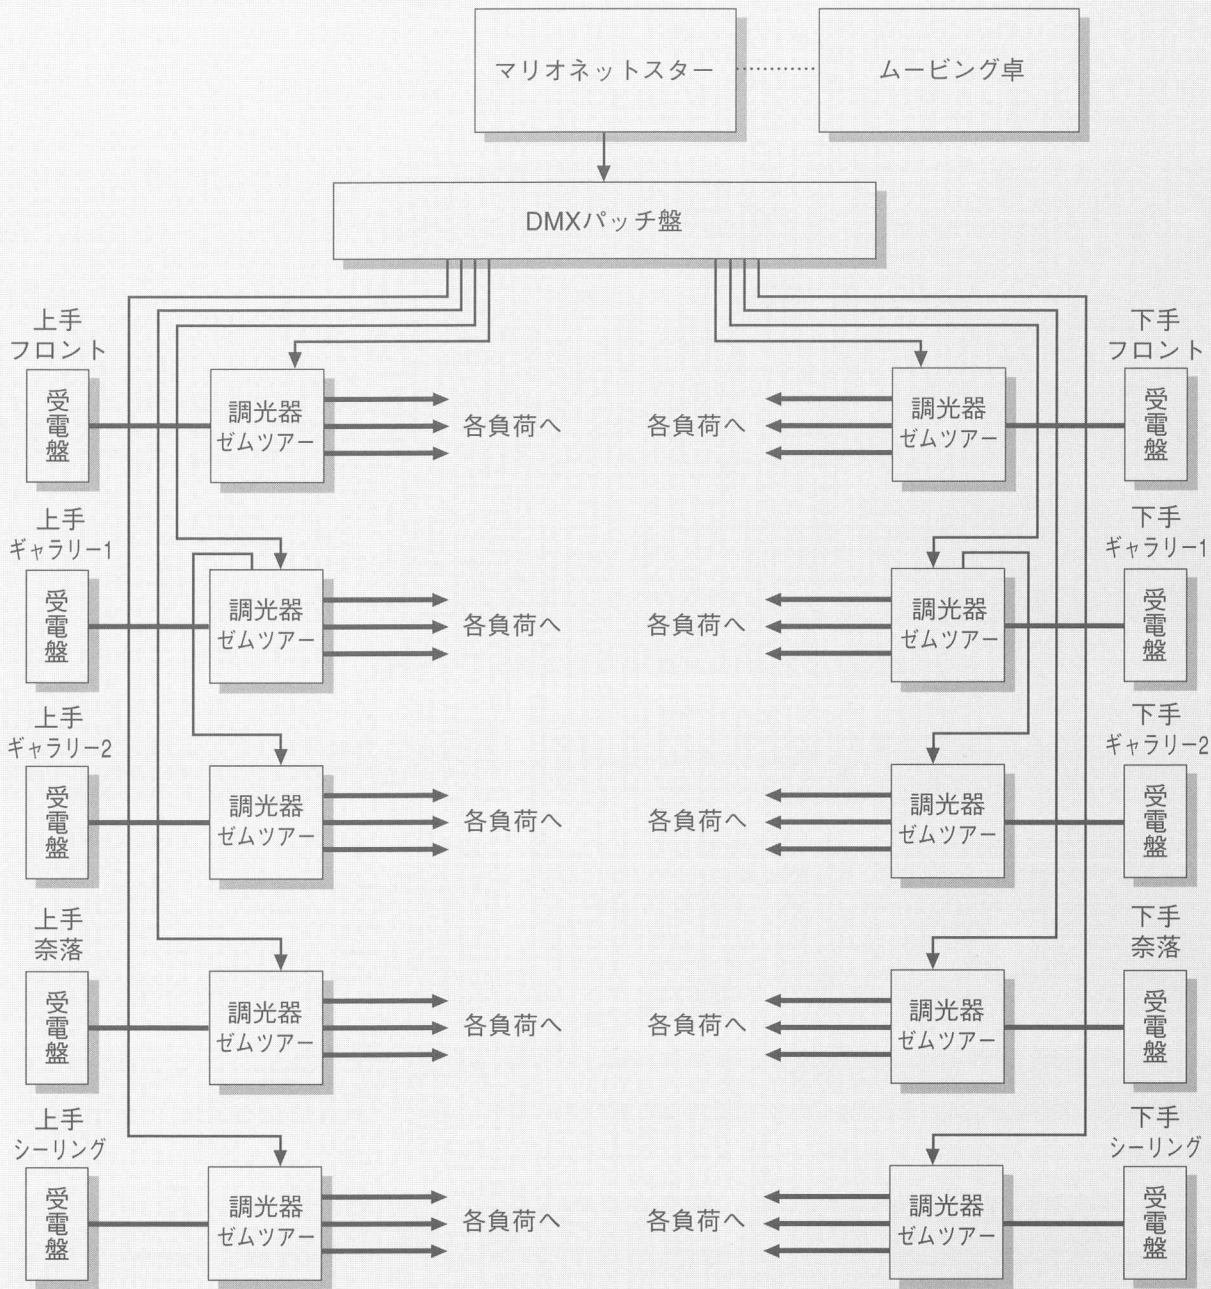 マリオネットスター
ムービング卓
DMXパッチ盤
上手
フロント
受電盤
調光器
ゼムツアー
各負荷へ
各負荷へ
調光器
ゼムツアー
下手
フロント
受電盤
上手
ギャラリー1
受電盤
調光器
ゼムツアー
各負荷へ
各負荷へ
調光器
ゼムツアー
下手
ギャラリー1
受電盤
上手
ギャラリー2
受電盤
調光器
ゼムツアー
各負荷へ
各負荷へ
調光器
ゼムツアー
下手
ギャラリー2
受電盤
上手
奈落
受電盤
調光器
ゼムツアー
各負荷へ
各負荷へ
調光器
ゼムツアー
下手
奈落
受電盤
上手
シーリング
受電盤
調光器
ゼムツアー
各負荷へ
各負荷へ
調光器
ゼムツアー
下手
シーリング
受電盤